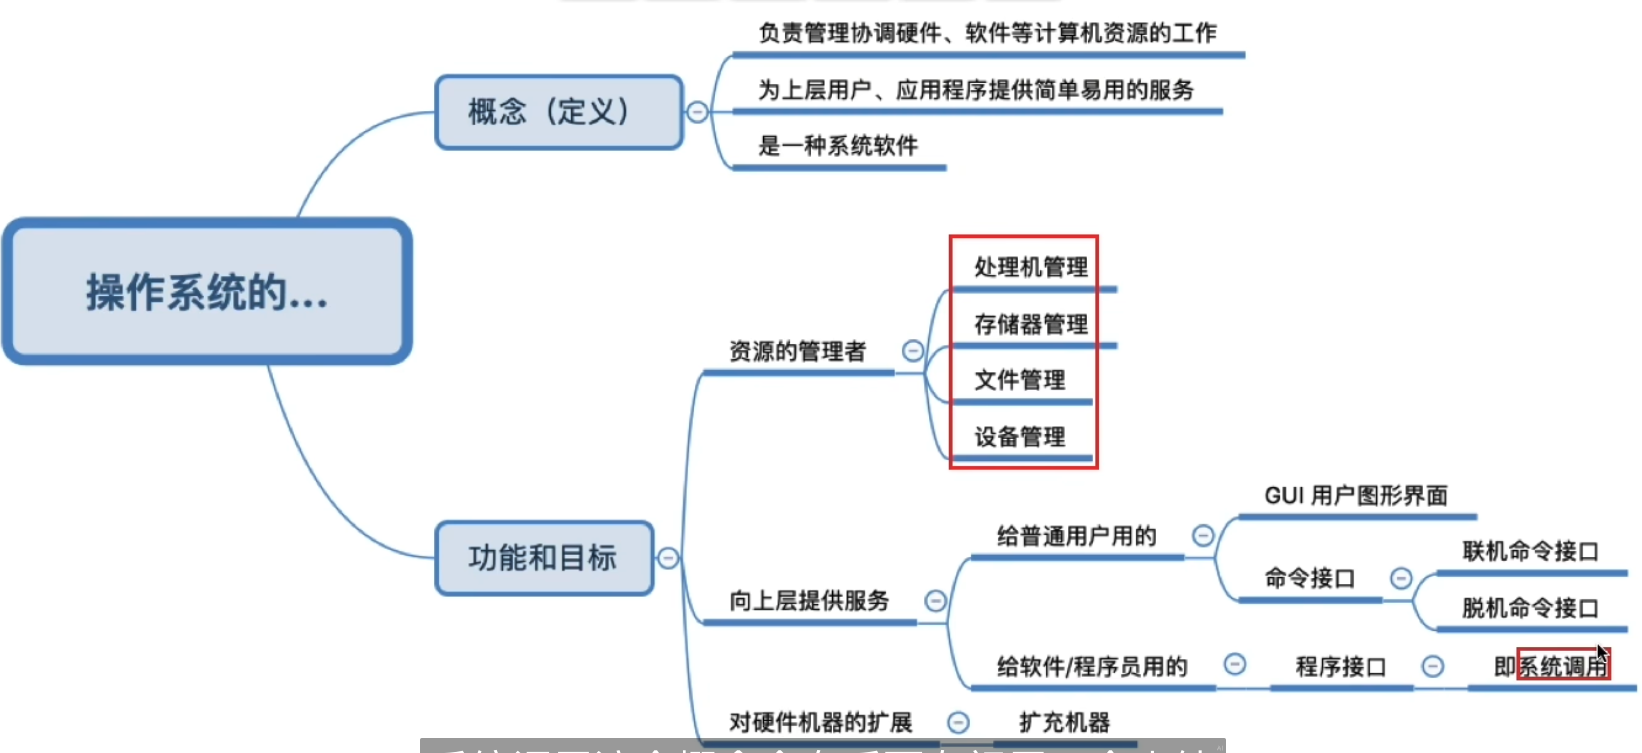 负责管理协调硬件、软件等计算机资源的工作
为上层用户、应用程序提供简单易用的服务
是一种系统软件
概念（定义）
操作系统的...
处理机管理
存储器管理
文件管理
设备管理
资源的管理者
功能和目标
GUI 用户图形界面
给普通用户用的
联机命令接口
命令接口
脱机命令接口
向上层提供服务
给软件/程序员用的
程序接口
即系统调用
对硬件机器的扩展
扩充机器